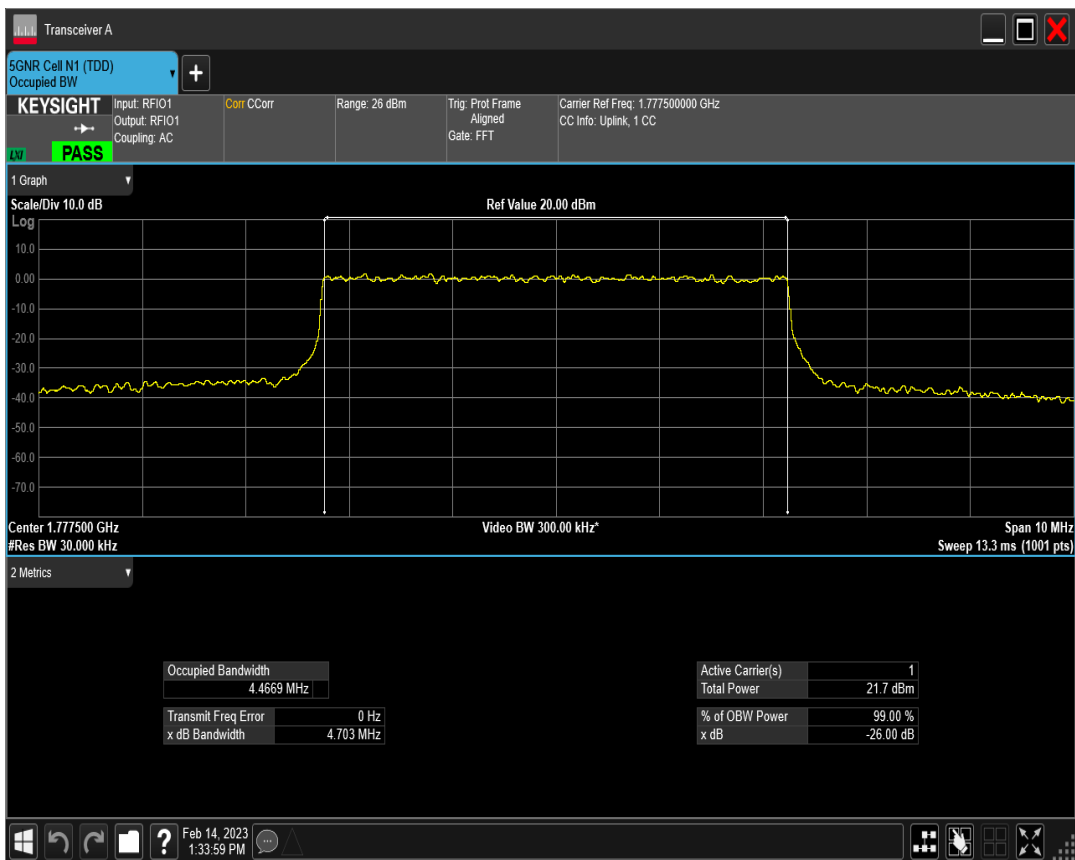 Transceiver A
5GNR Cell N1 (TDD)
Occupied BW
+
KEYSIGHT
Input: RFIO1
Output: RFIO1
Coupling: AC
LXI
PASS
Corr CCorr
Range: 26 dBm
Trig: Prot Frame
Aligned
Gate: FFT
Carrier Ref Freq: 1.777500000 GHz
CC Info: Uplink, 1 CC
1 Graph
Scale/Div 10.0 dB
Ref Value 20.00 dBm
Log
10.0
0.00
-10.0
-20.0
-30.0
-40.0
-50.0
-60.0
-70.0
Center 1.777500 GHz
Video BW 300.00 kHz*
Span 10 MHz
#Res BW 30.000 kHz
Sweep 13.3 ms (1001 pts)
2 Metrics
Occupied Bandwidth
4.4669 MHz
Transmit Freq Error 0 Hz
x dB Bandwidth 4.703 MHz
Active Carrier(s) 1
Total Power 21.7 dBm
% of OBW Power 99.00 %
x dB -26.00 dB
?
Feb 14, 2023
1:33:59 PM